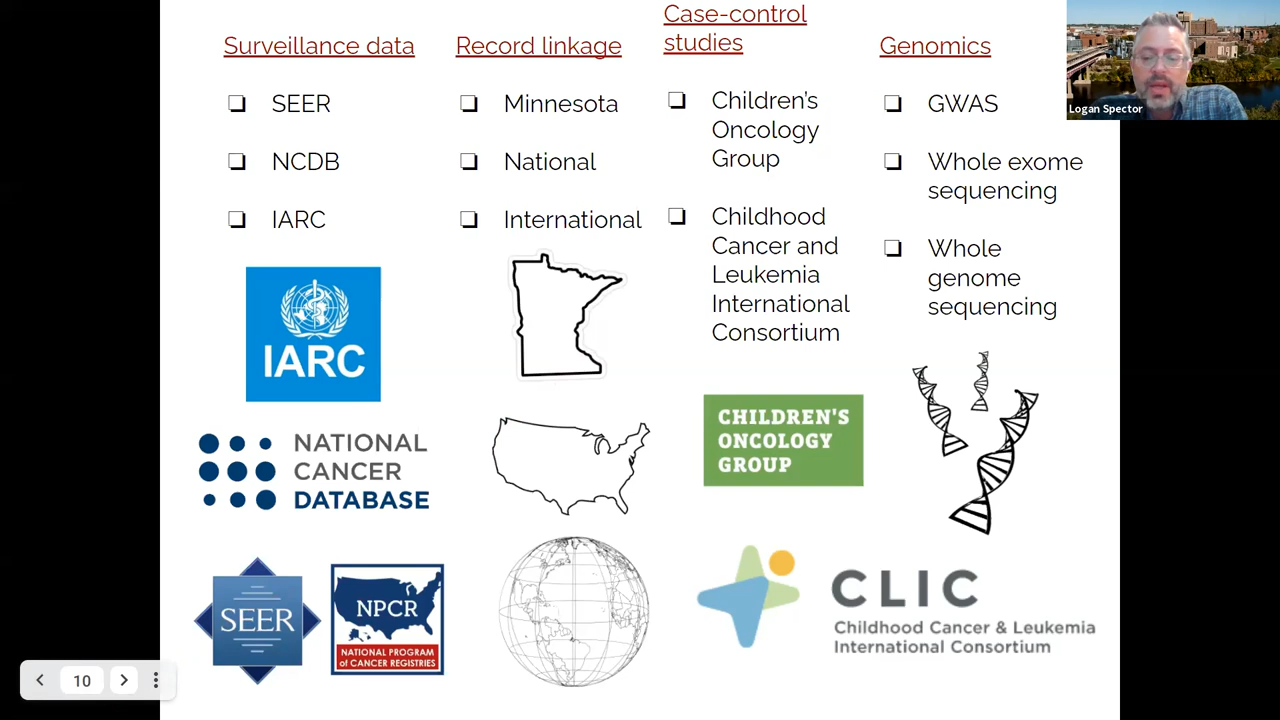 Surveillance data
SEER
NCDB
IARC
Record linkage
Minnesota
National
International
Case-control
studies
Children's
Oncology
Group
Childhood
Cancer and
Leukemia
International
Consortium
Genomics
GWAS
Whole exome
sequencing
Whole
genome
sequencing
Logan Spector
IARC
NATIONAL
CANCER
DATABASE
SEER
NPCR
NATIONAL PROGRAM
of CANCER REGISTRIES
CHILDREN'S
ONCOLOGY
GROUP
CLIC
Childhood Cancer & Leukemia
International Consortium
10